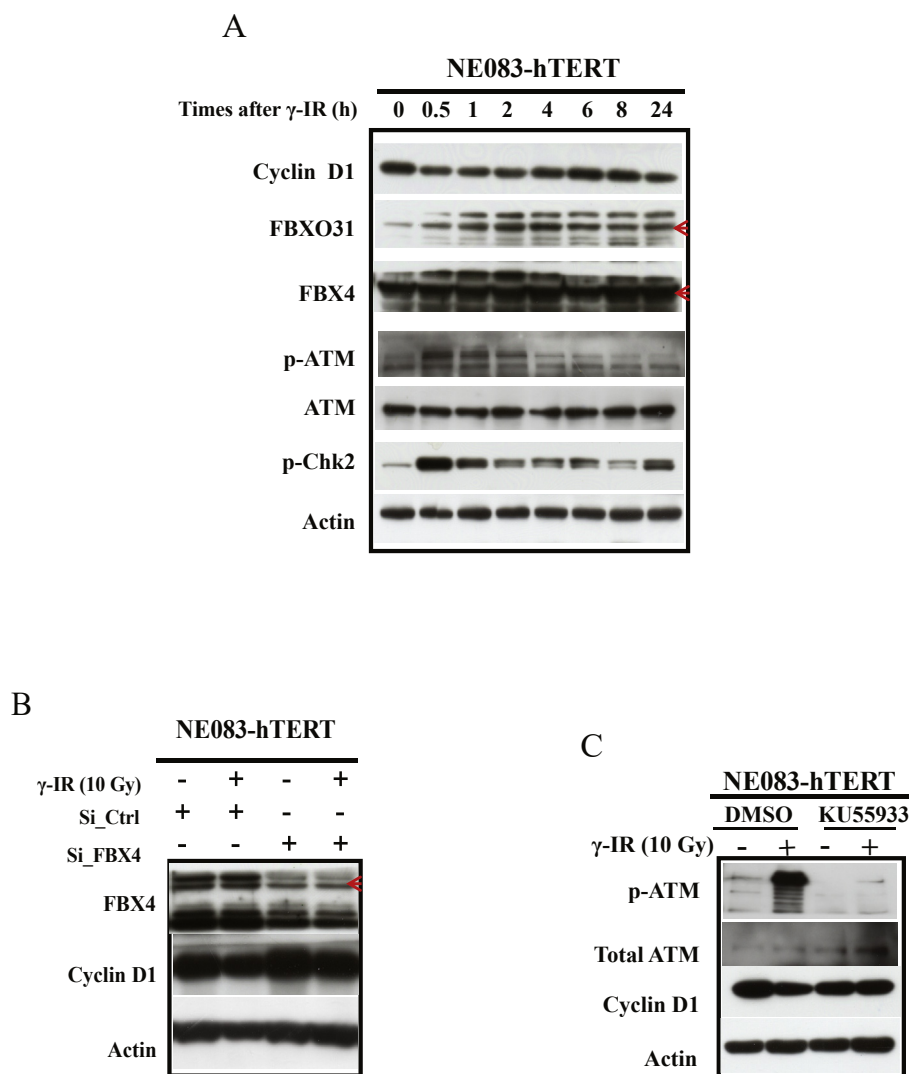 A
NE083-hTERT
Times after γ-IR (h) 0 0.5 1 2 4 6 8 24
Cyclin D1
FBXO31
FBX4
p-ATM
ATM
p-Chk2
Actin
B
NE083-hTERT
γ-IR (10 Gy) - + - +
Si_Ctrl + + - -
Si_FBX4 - - + +
FBX4
Cyclin D1
Actin
C
NE083-hTERT
DMSO KU55933
γ-IR (10 Gy) - + - +
p-ATM
Total ATM
Cyclin D1
Actin